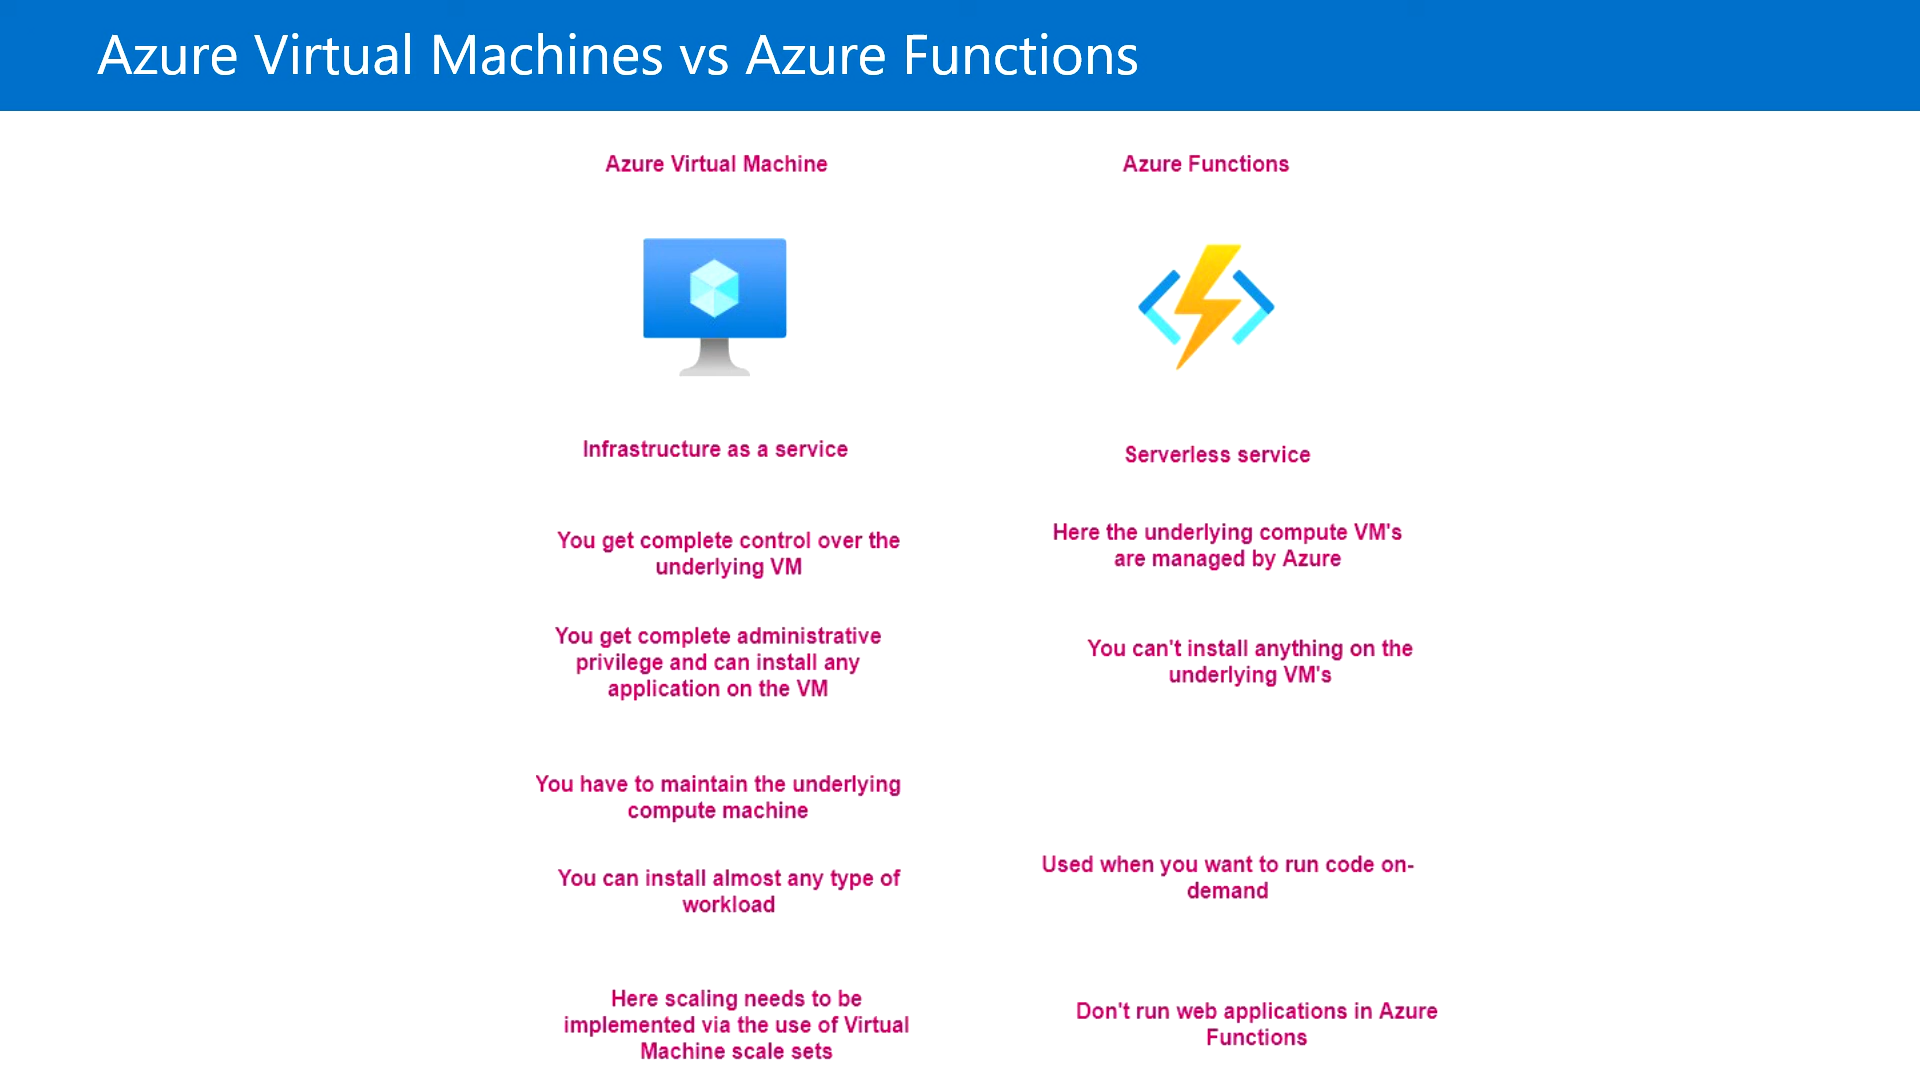 Azure Virtual Machines vs Azure Functions
Azure Virtual Machine
Azure Functions
Infrastructure as a service
Serverless service
You get complete control over the
underlying VM
Here the underlying compute VM's
are managed by Azure
You get complete administrative
privilege and can install any
application on the VM
You can't install anything on the
underlying VM's
You have to maintain the underlying
compute machine
You can install almost any type of
workload
Used when you want to run code on-
demand
Here scaling needs to be
implemented via the use of Virtual
Machine scale sets
Don't run web applications in Azure
Functions